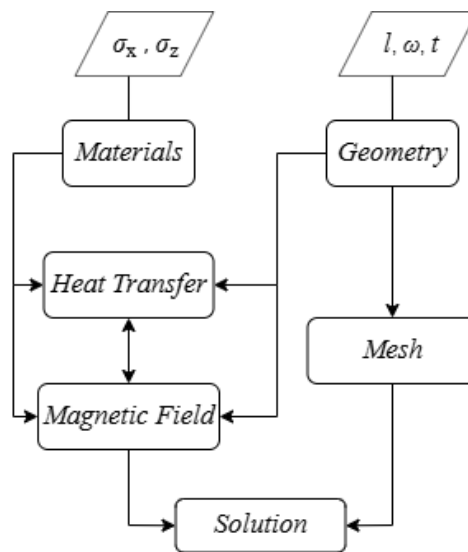 σx , σz
l, ω, t
Materials
Geometry
Heat Transfer
Mesh
Magnetic Field
Solution